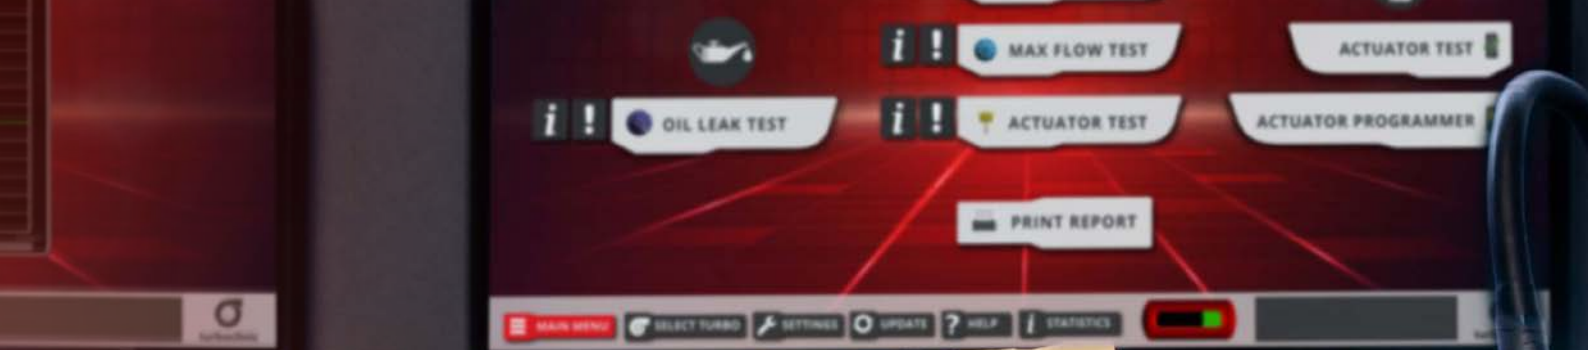 MAX FLOW TEST
ACTUATOR TEST
OIL LEAK TEST
ACTUATOR TEST
ACTUATOR PROGRAMMER
PRINT REPORT
MAIN MENU
SELECT TURBO
SETTINGS
UPDATE
? HELP
i STATISTICS